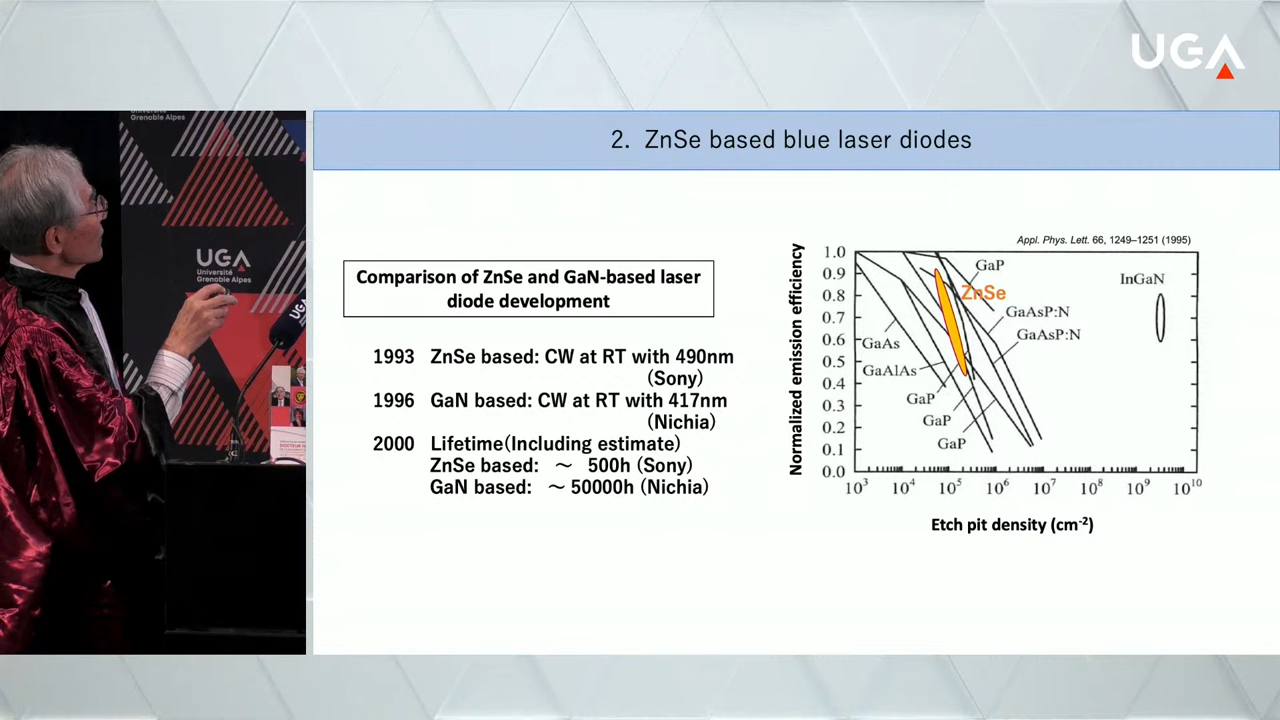 UGA
Université
Grenoble Alpes
UGA
Université
Grenoble Alpes
UGA
2. ZnSe based blue laser diodes
Comparison of ZnSe and GaN-based laser
diode development
1993 ZnSe based: CW at RT with 490nm
(Sony)
1996 GaN based: CW at RT with 417nm
(Nichia)
2000 Lifetime(Including estimate)
ZnSe based: ～ 500h (Sony)
GaN based: ～ 50000h (Nichia)
Appl. Phys. Lett. 66, 1249–1251 (1995)
Normalized emission efficiency
1.0
0.9
0.8
0.7
0.6
0.5
0.4
0.3
0.2
0.1
0.0
GaP
ZnSe
InGaN
GaAsP:N
GaAsP:N
GaAs
GaAlAs
GaP
GaP
GaP
10³ 10⁴ 10⁵ 10⁶ 10⁷ 10⁸ 10⁹ 10¹⁰
Etch pit density (cm⁻²)